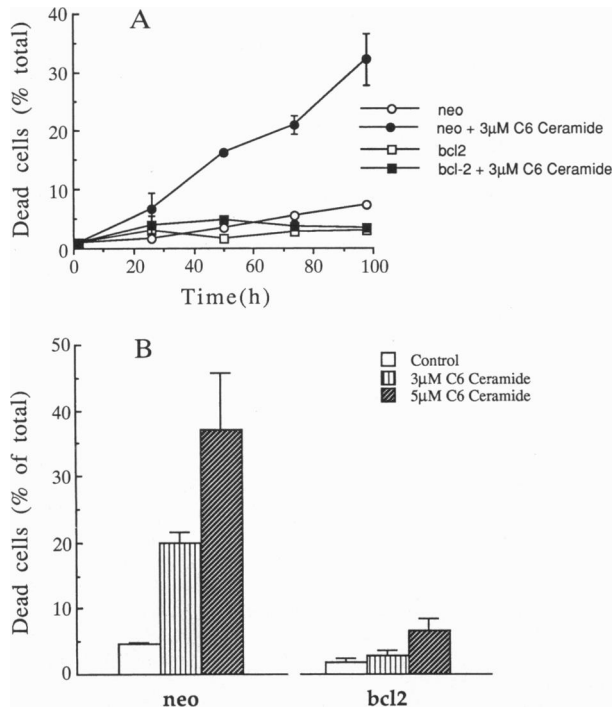 A
Dead cells (% total)
40
30
20
10
0
0 20 40 60 80 100
Time(h)
neo
neo + 3µM C6 Ceramide
bcl2
bcl-2 + 3µM C6 Ceramide
B
Dead cells (% of total)
50
40
30
20
10
0
Control
3µM C6 Ceramide
5µM C6 Ceramide
neo bcl2